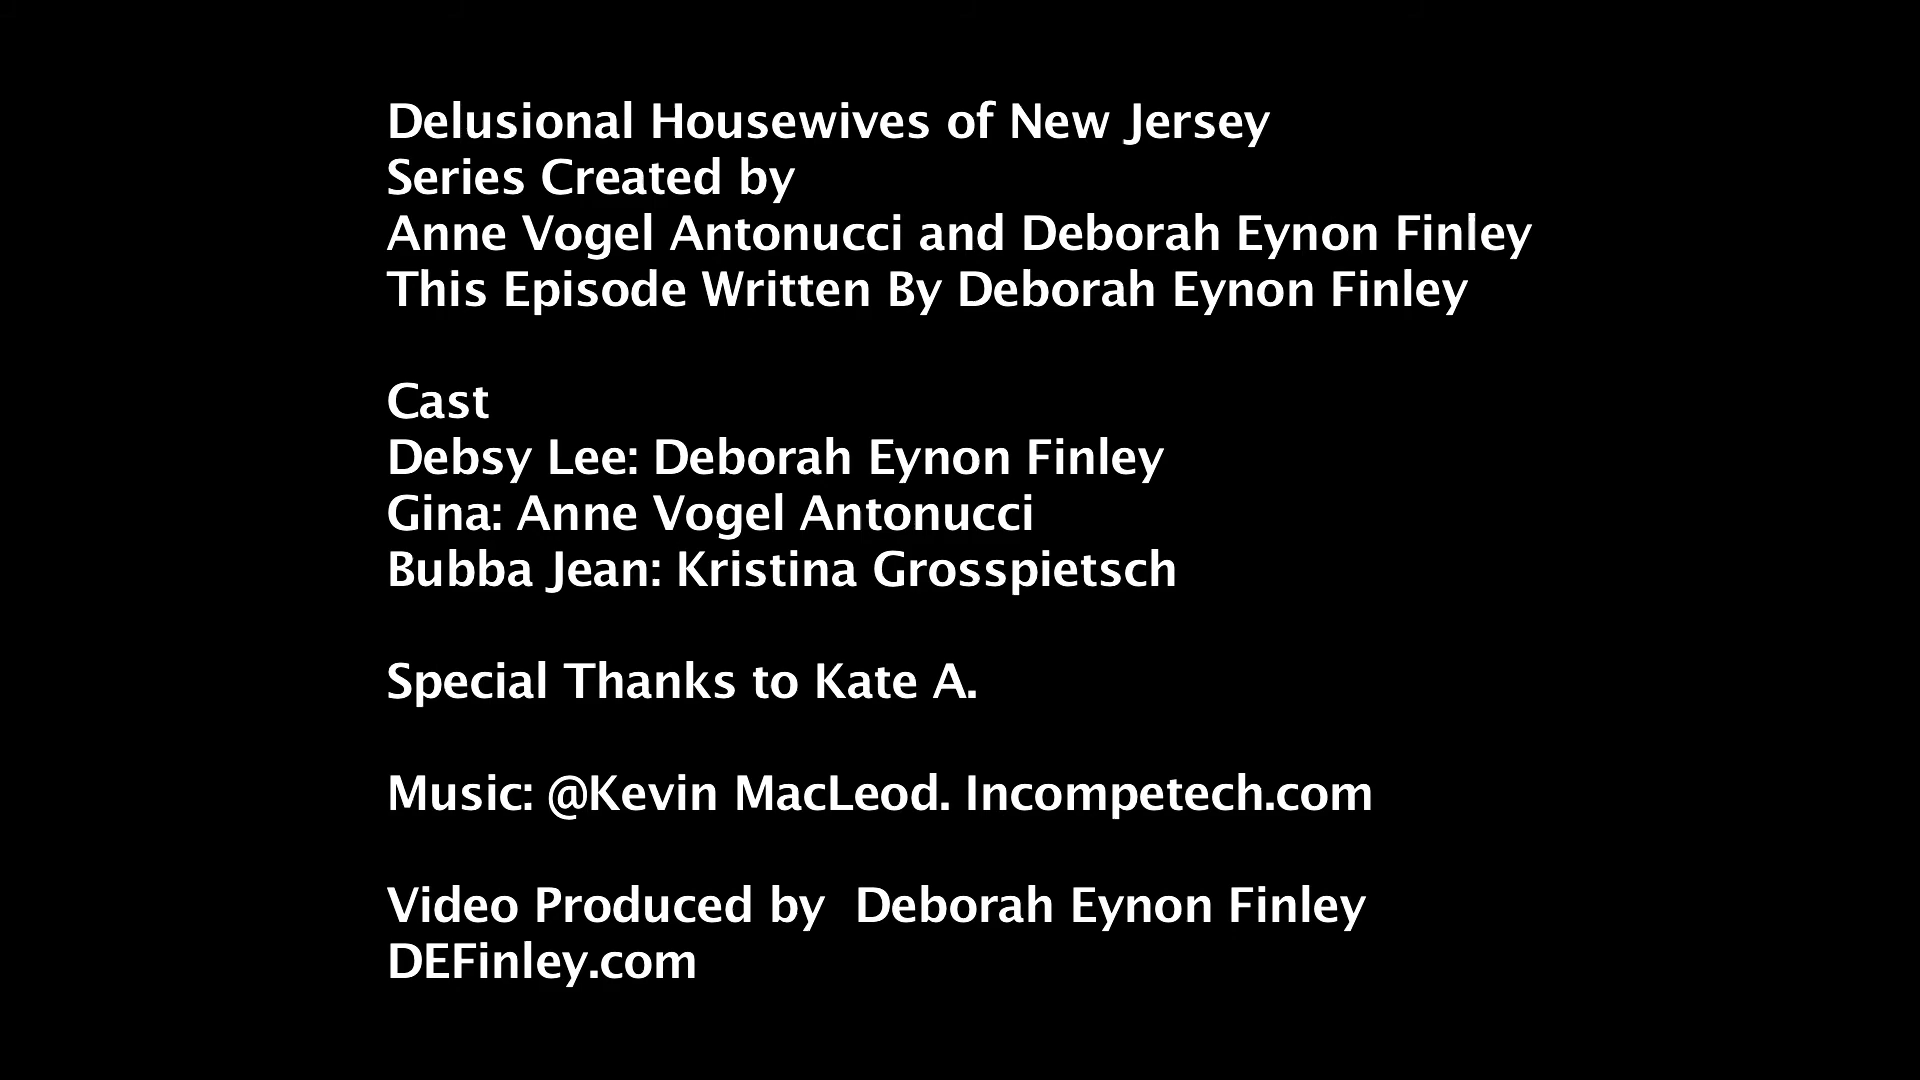 Delusional Housewives of New Jersey
Series Created by
Anne Vogel Antonucci and Deborah Eynon Finley
This Episode Written By Deborah Eynon Finley
Cast
Debsy Lee: Deborah Eynon Finley
Gina: Anne Vogel Antonucci
Bubba Jean: Kristina Grosspietsch
Special Thanks to Kate A.
Music: @Kevin MacLeod. Incompetech.com
Video Produced by  Deborah Eynon Finley
DEFinley.com